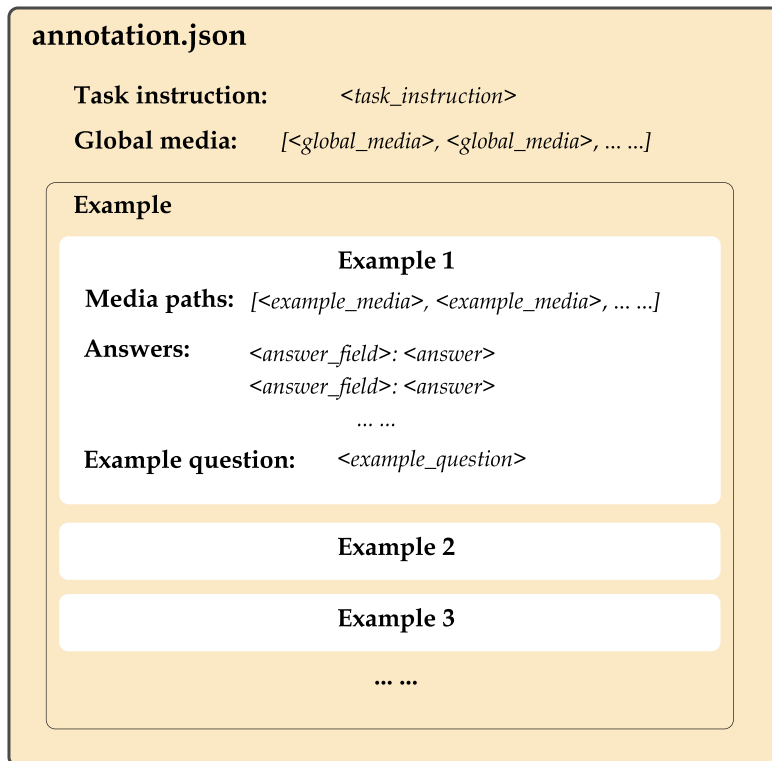 annotation.json
Task instruction: <task_instruction>
Global media: [<global_media>, <global_media>, ... ...]
Example
Example 1
Media paths: [<example_media>, <example_media>, ... ...]
Answers: <answer_field>: <answer>
<answer_field>: <answer>
... ...
Example question: <example_question>
Example 2
Example 3
... ...